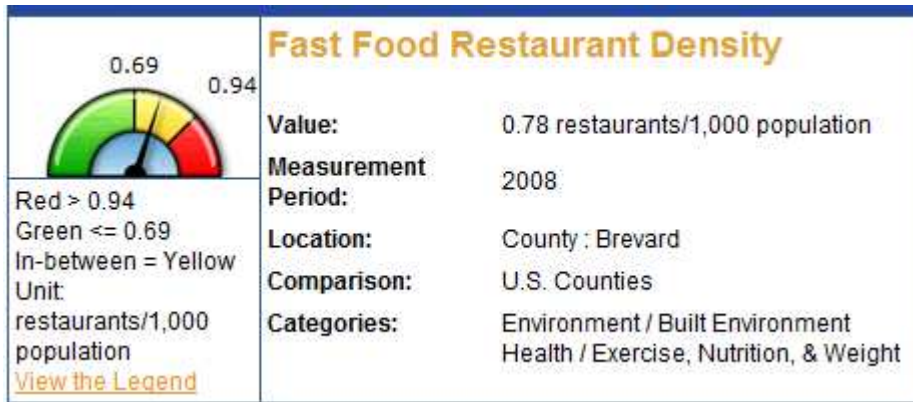 Fast Food Restaurant Density
0.69
0.94
Value: 0.78 restaurants/1,000 population
Measurement Period: 2008
Location: County : Brevard
Comparison: U.S. Counties
Categories: Environment / Built Environment
Health / Exercise, Nutrition, & Weight
Red > 0.94
Green <= 0.69
In-between = Yellow
Unit:
restaurants/1,000
population
View the Legend